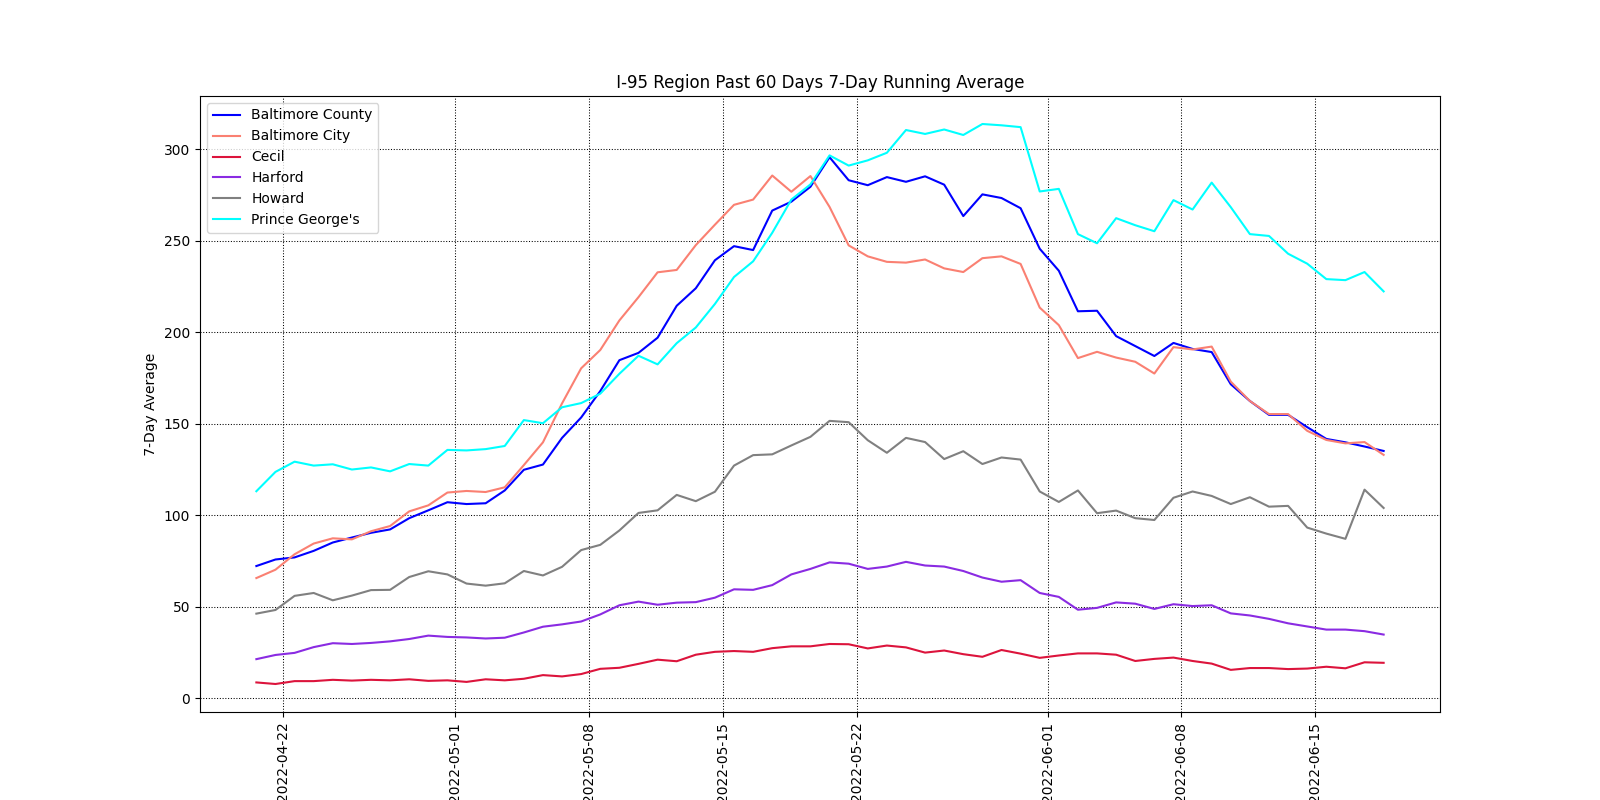 I-95 Region Past 60 Days 7-Day Running Average
Baltimore County
Baltimore City
Cecil
Harford
Howard
Prince George's
300
250
200
150
100
50
0
7-Day Average
2022-04-22
2022-05-01
2022-05-08
2022-05-15
2022-05-22
2022-06-01
2022-06-08
2022-06-15